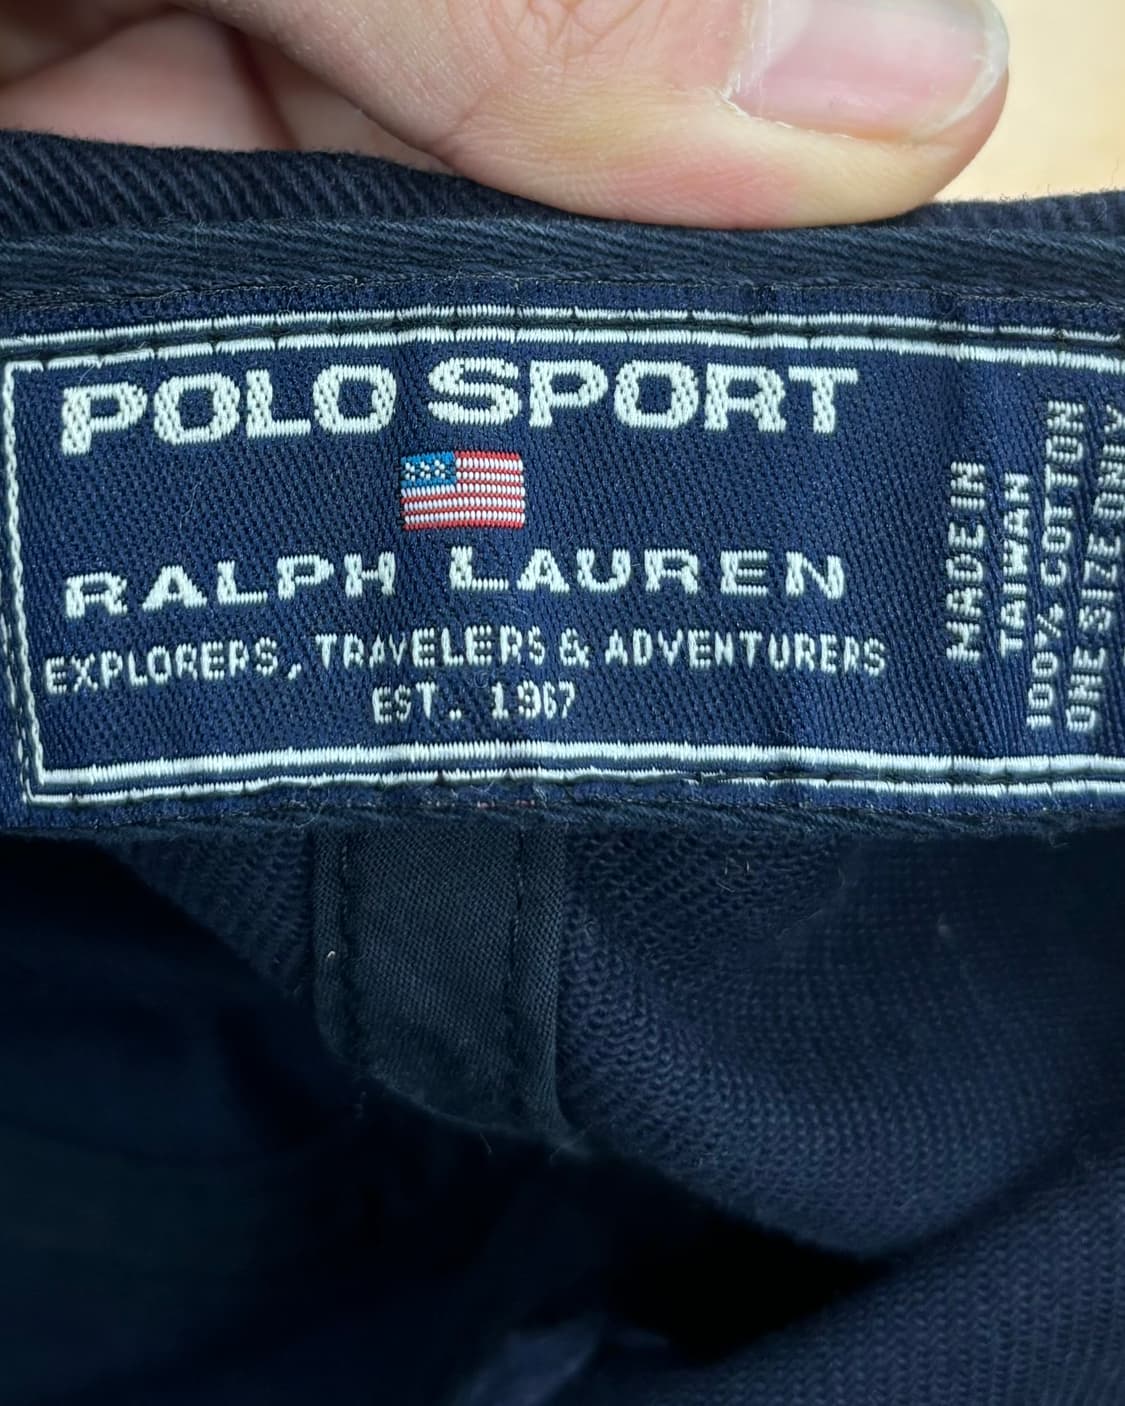 POLO SPORT
RALPH LAUREN
EXPLORERS, TRAVELERS & ADVENTURERS
EST. 1967
MADE IN
TAIWAN
100% COTTON
ONE SIZE ONLY